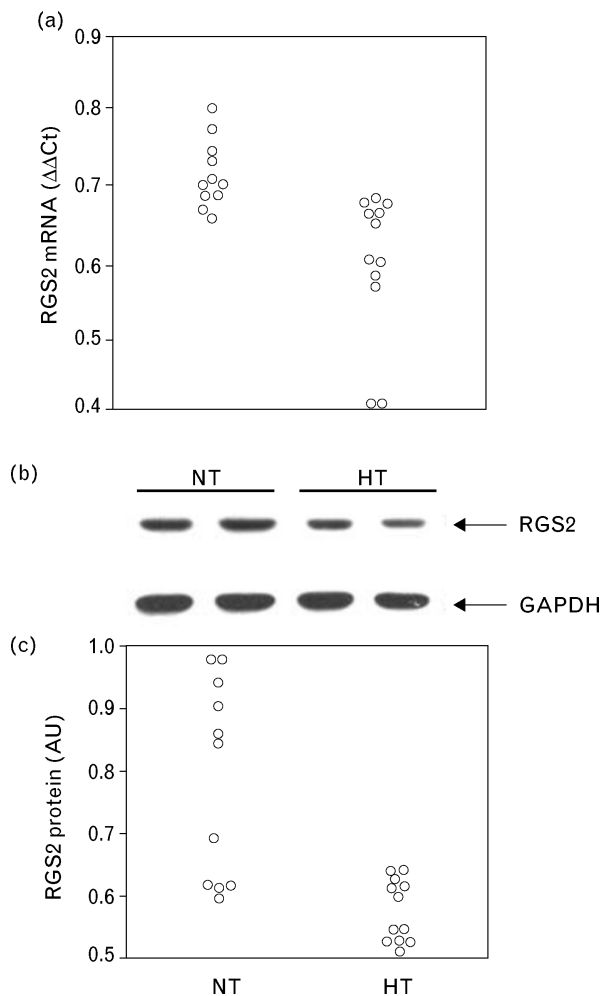 (a)
0.9
0.8
0.7
0.6
0.5
0.4
RGS2 mRNA (ΔΔCt)
(b)
NT HT
RGS2
GAPDH
(c)
1.0
0.9
0.8
0.7
0.6
0.5
RGS2 protein (AU)
NT HT